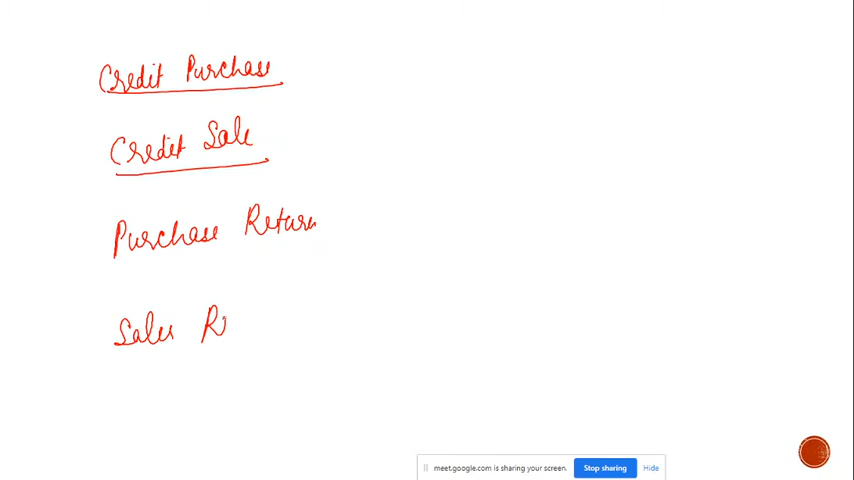 Credit Purchase
Credit Sale
Purchase Return
Sales R
meet.google.com is sharing your screen. Stop sharing Hide